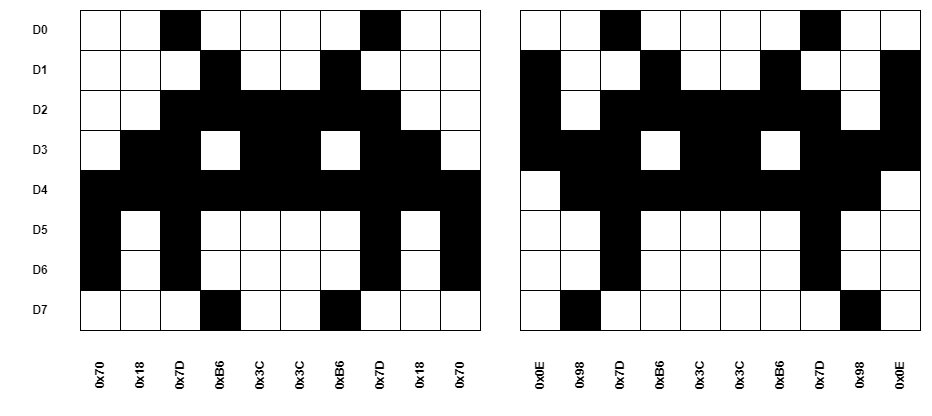 D0
D1
D2
D3
D4
D5
D6
D7
0x70 0x18 0x7D 0xB6 0x3C 0x3C 0xB6 0x7D 0x18 0x70
0x0E 0x98 0x7D 0xB6 0x3C 0x3C 0xB6 0x7D 0x98 0x0E